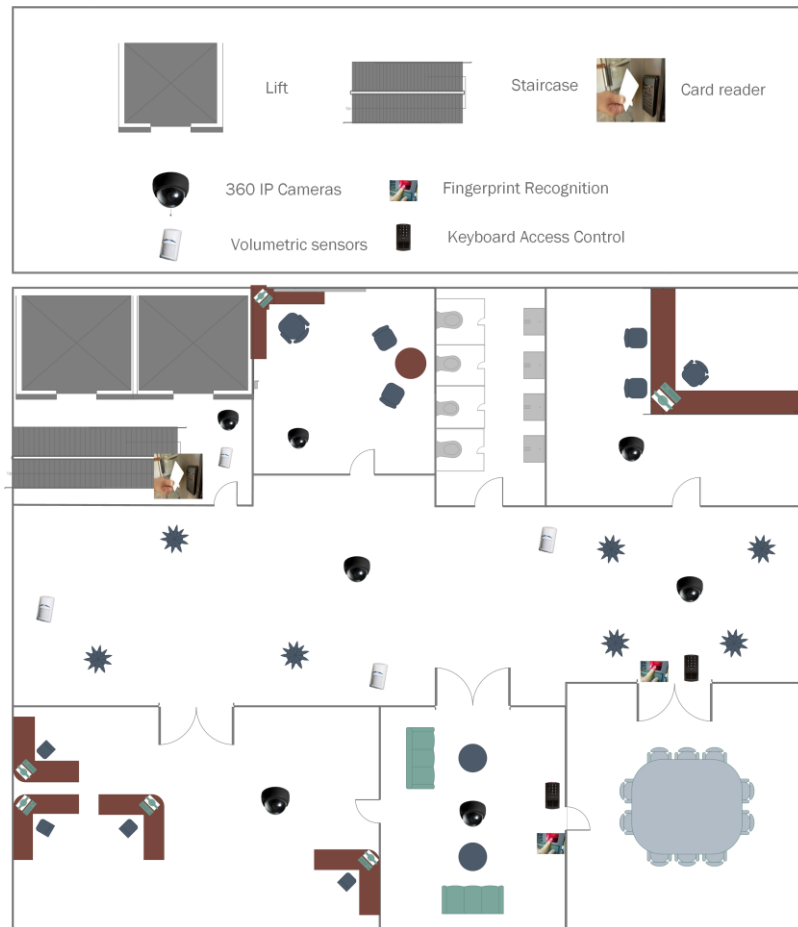 Lift
Staircase
Card reader
360 IP Cameras
Fingerprint Recognition
Volumetric sensors
Keyboard Access Control